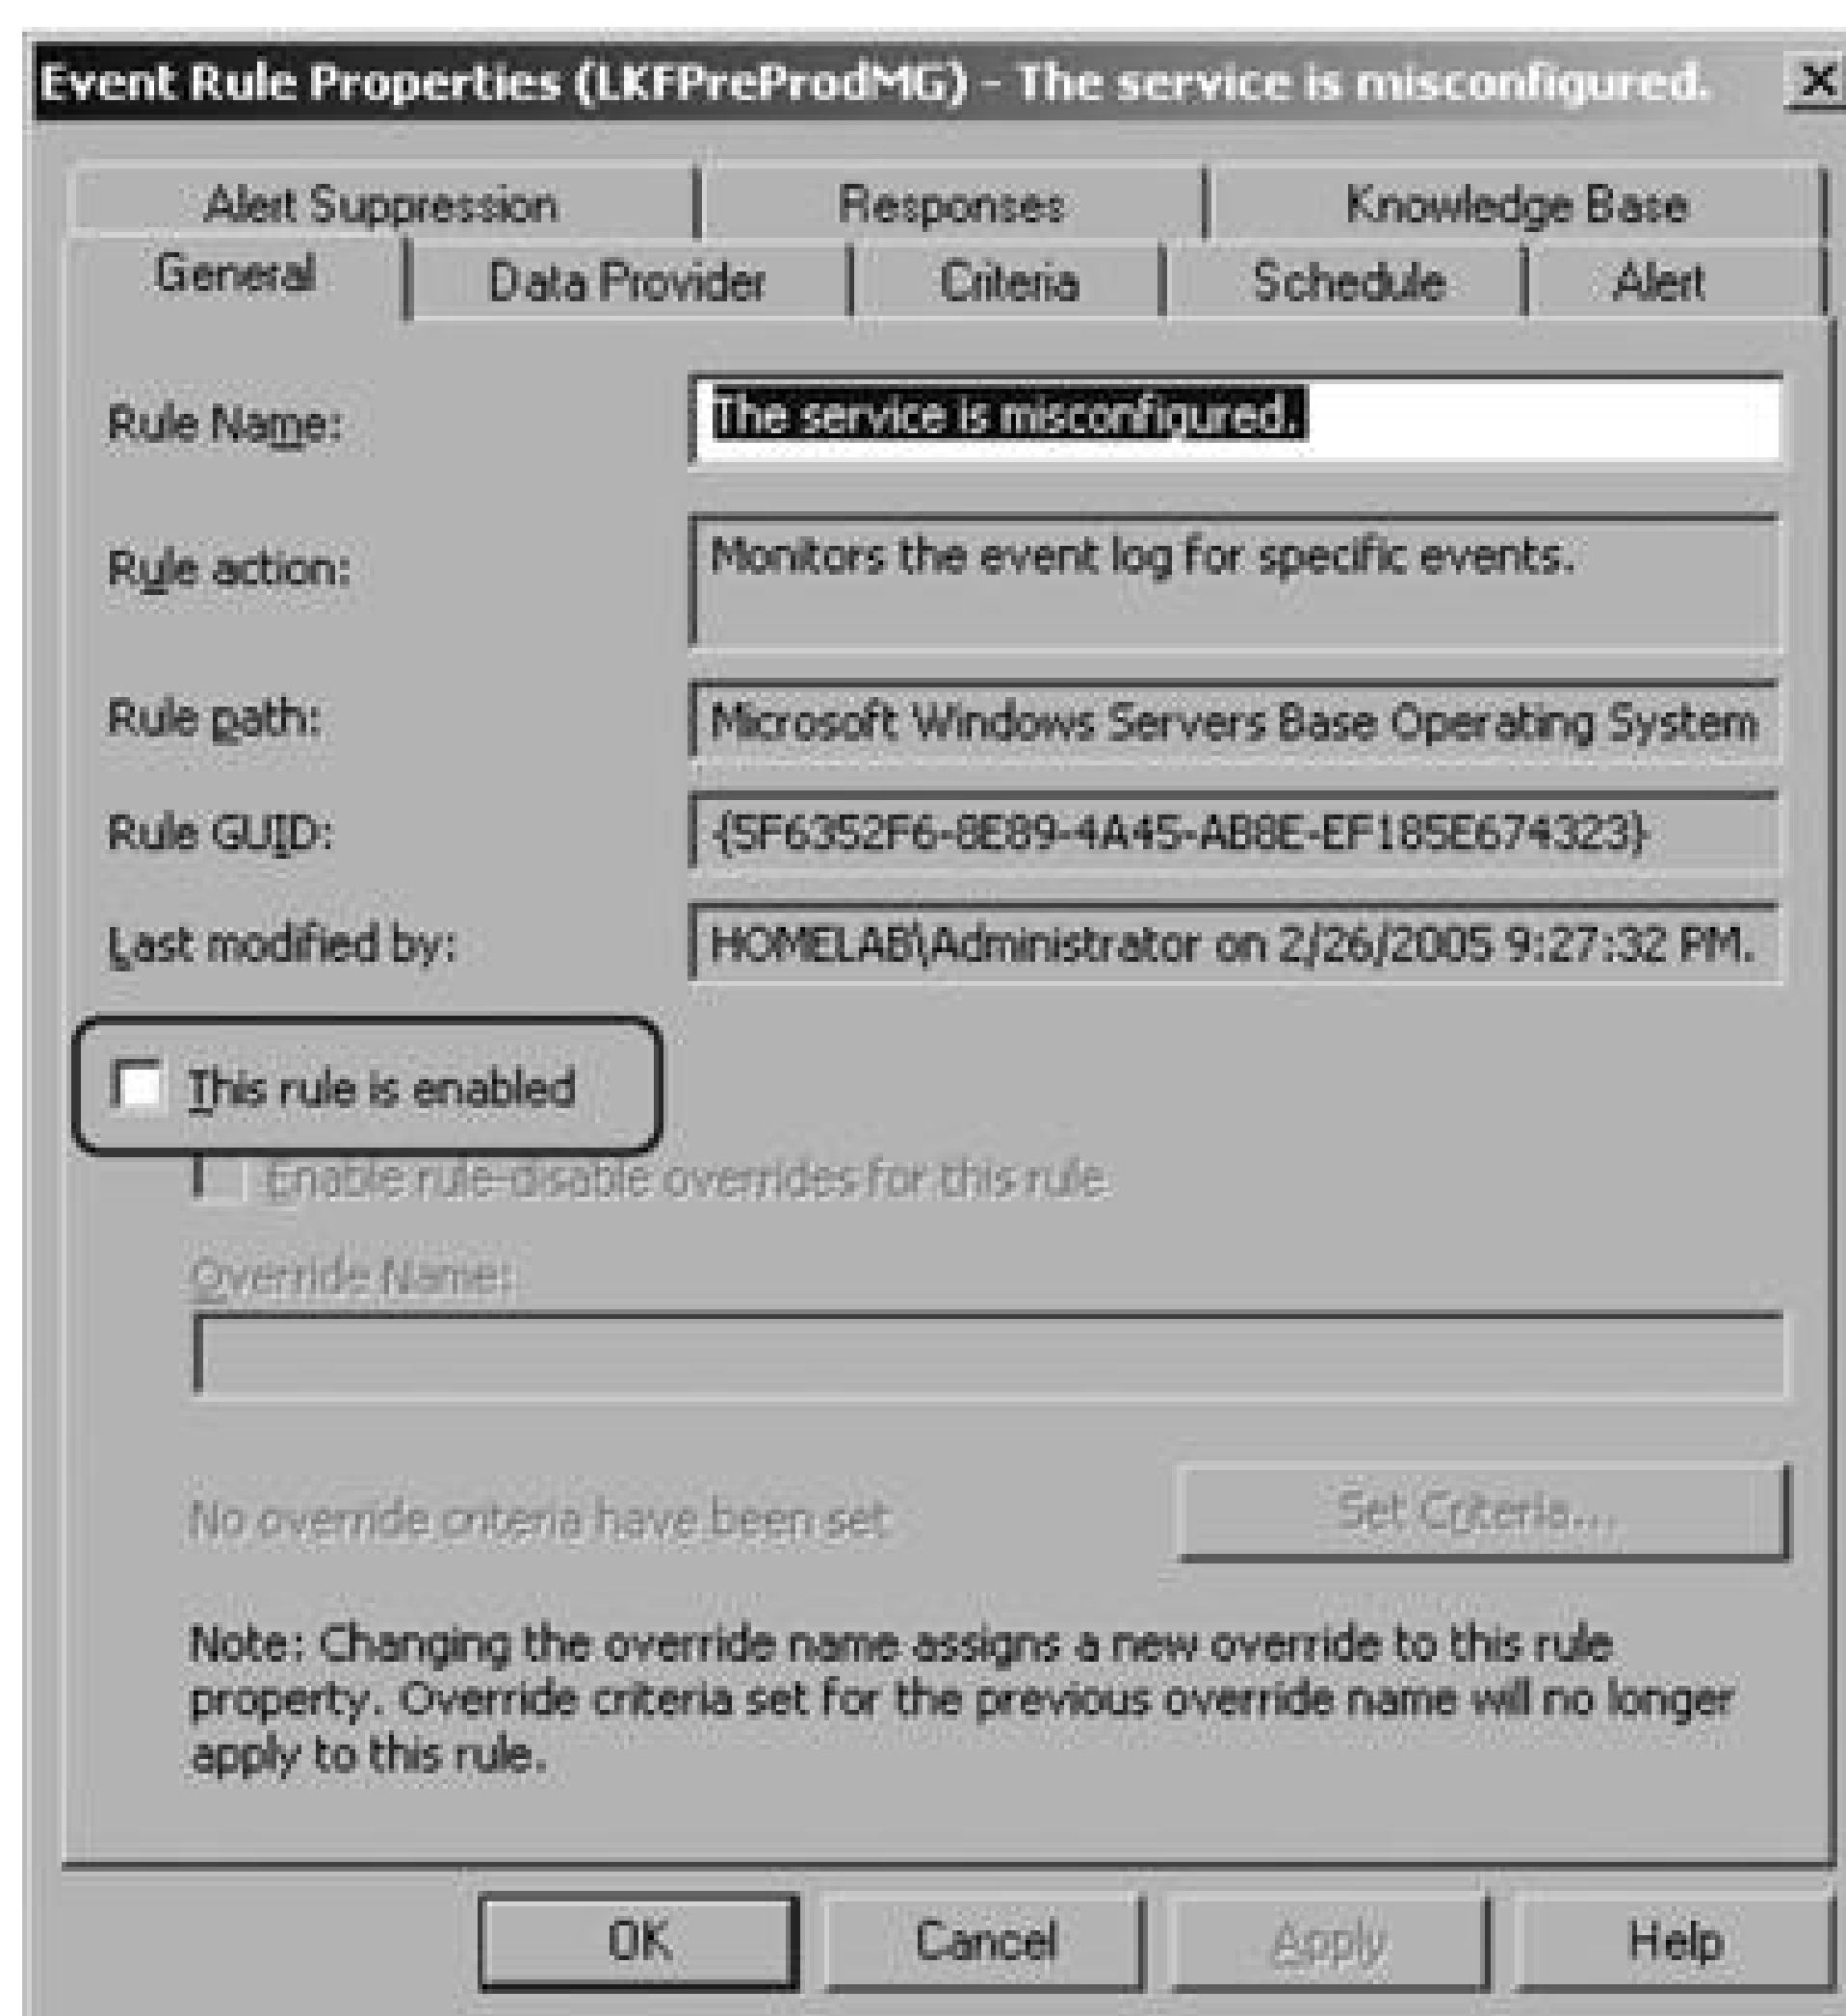 Event Rule Properties (LKFPreProdMG) - The service is misconfigured.
Alert Suppression Responses Knowledge Base
General Data Provider Criteria Schedule Alert
Rule Name: The service is misconfigured.
Rule action: Monitors the event log for specific events.
Rule path: Microsoft Windows Servers Base Operating System
Rule GUID: {5F6352F6-8E89-4A45-AB8E-EF185E674323}
Last modified by: HOMELAB\Administrator on 2/26/2005 9:27:32 PM.
This rule is enabled
Enable rule-disable overrides for this rule
Override Name:
No override criteria have been set
Set Criteria...
Note: Changing the override name assigns a new override to this rule
property. Override criteria set for the previous override name will no longer
apply to this rule.
OK Cancel Apply Help